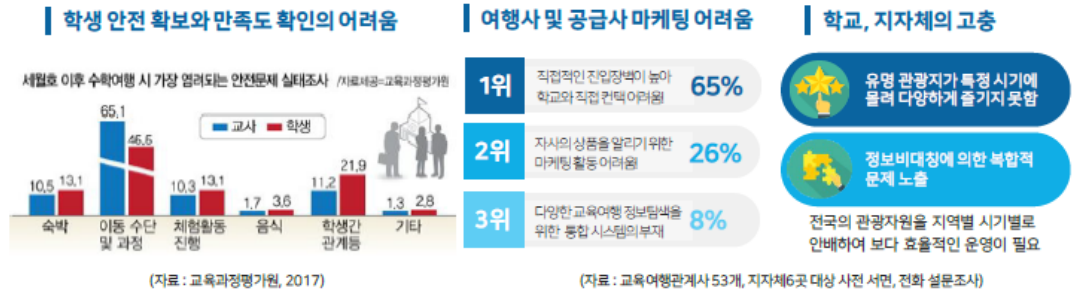 학생 안전 확보와 만족도 확인의 어려움
세월호 이후 수학여행 시 가장 염려되는 안전문제 실태조사 /자료제공=교육과정평가원
교사 학생
65.1 46.5
10.5 13.1
10.3 13.1
1.7 3.6
11.2 21.9
1.3 2.8
숙박
이동 수단
및 과정
체험활동
진행
음식
학생간
관계등
기타
(자료 : 교육과정평가원, 2017)
여행사 및 공급사 마케팅 어려움
1위
직접적인 진입장벽이 높아
학교와 직접 컨택 어려움!
65%
2위
자사의 상품을 알리기 위한
마케팅 활동 어려움!
26%
3위
다양한 교육여행 정보탐색을
위한 통합 시스템의 부재
8%
학교, 지자체의 고충
유명 관광지가 특정 시기에
몰려 다양하게 즐기지 못함
정보비대칭에 의한 복합적
문제 노출
전국의 관광자원을 지역별 시기별로
안배하여 보다 효율적인 운영이 필요
(자료 : 교육여행관계사 53개, 지자체6곳 대상 사전 서면, 전화 설문조사)